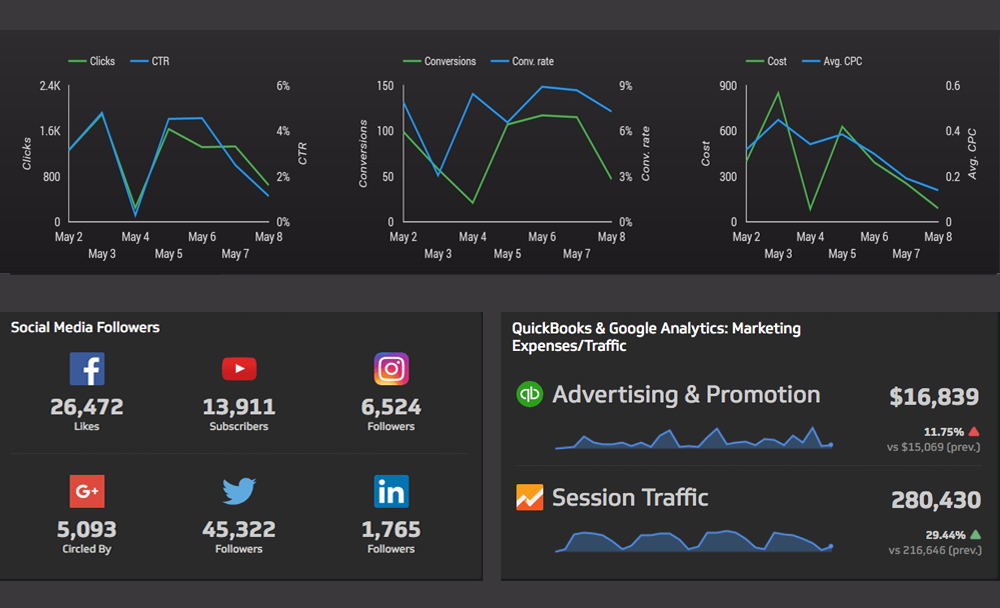 Clicks CTR
2.4K 6%
1.6K 4%
800 2%
0 0%
Clicks
CTR
May 2 May 4 May 6 May 8
May 3 May 5 May 7
Conversions Conv. rate
150 9%
100 6%
50 3%
0 0%
Conversions
Conv. rate
May 2 May 4 May 6 May 8
May 3 May 5 May 7
Cost Avg. CPC
900 0.6
600 0.4
300 0.2
0 0
Cost
Avg. CPC
May 2 May 4 May 6 May 8
May 3 May 5 May 7
Social Media Followers
f
26,472
Likes
13,911
Subscribers
6,524
Followers
G+
5,093
Circled By
45,322
Followers
in
1,765
Followers
QuickBooks & Google Analytics: Marketing
Expenses/Traffic
qb Advertising & Promotion $16,839
11.75%
vs $15,069 (prev.)
Session Traffic 280,430
29.44%
vs 216,646 (prev.)